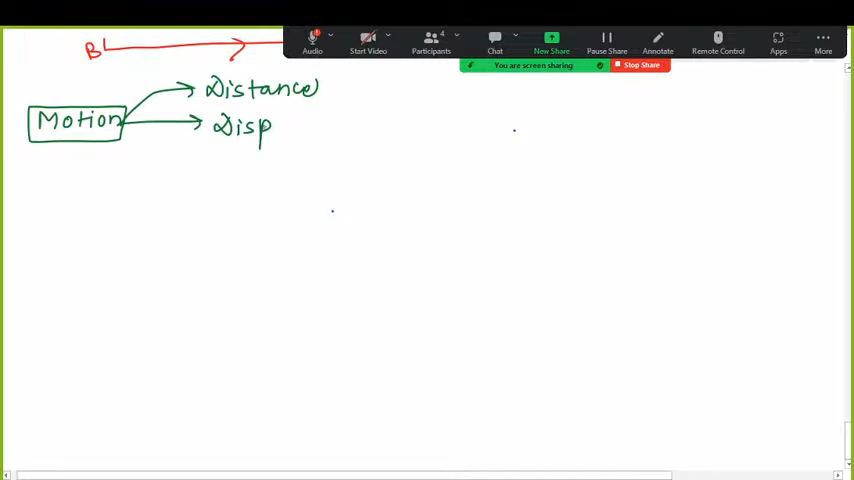 B
Audio Start Video Participants 4 Chat New Share Pause Share Annotate Remote Control Apps More
You are screen sharing Stop Share
Distance
Motion
Disp